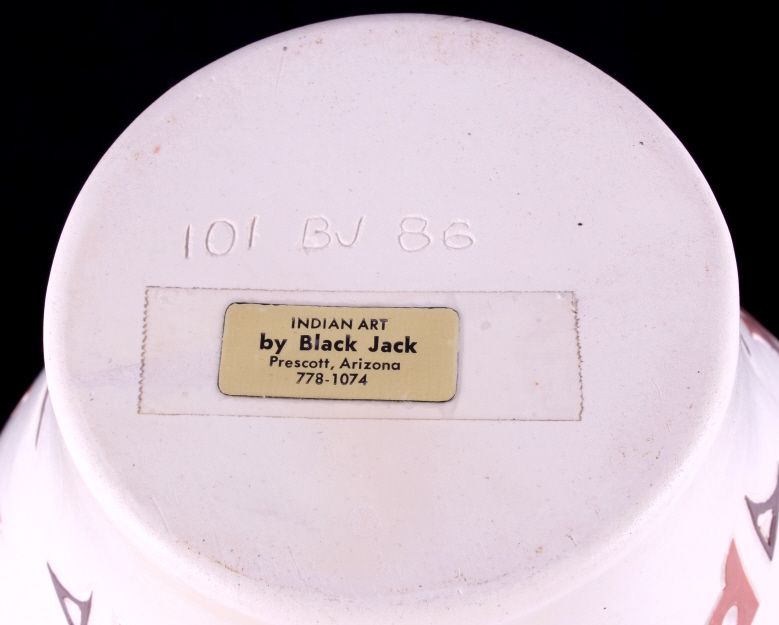 101 BJ 86
INDIAN ART
by Black Jack
Prescott, Arizona
778-1074